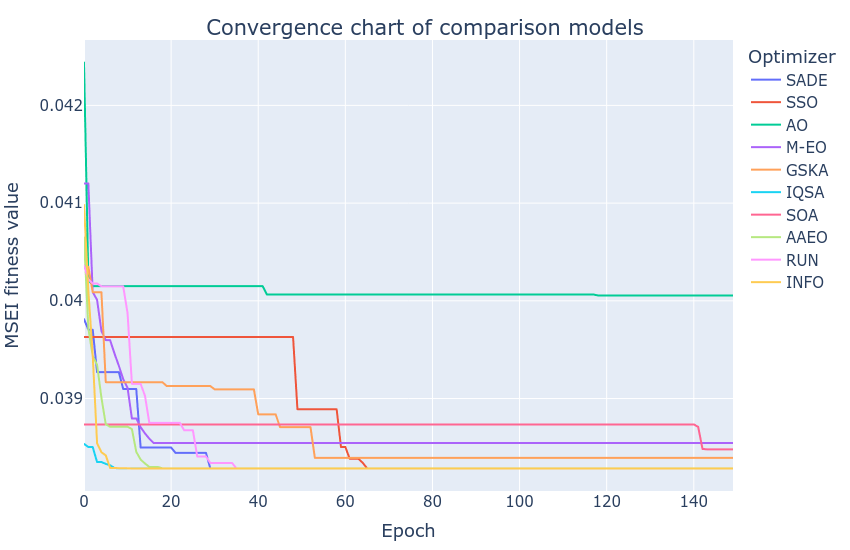 Convergence chart of comparison models
MSEI fitness value
0.042
0.041
0.04
0.039
0
20
40
60
80
100
120
140
Epoch
Optimizer
SADE
SSO
AO
M-EO
GSKA
IQSA
SOA
AAEO
RUN
INFO